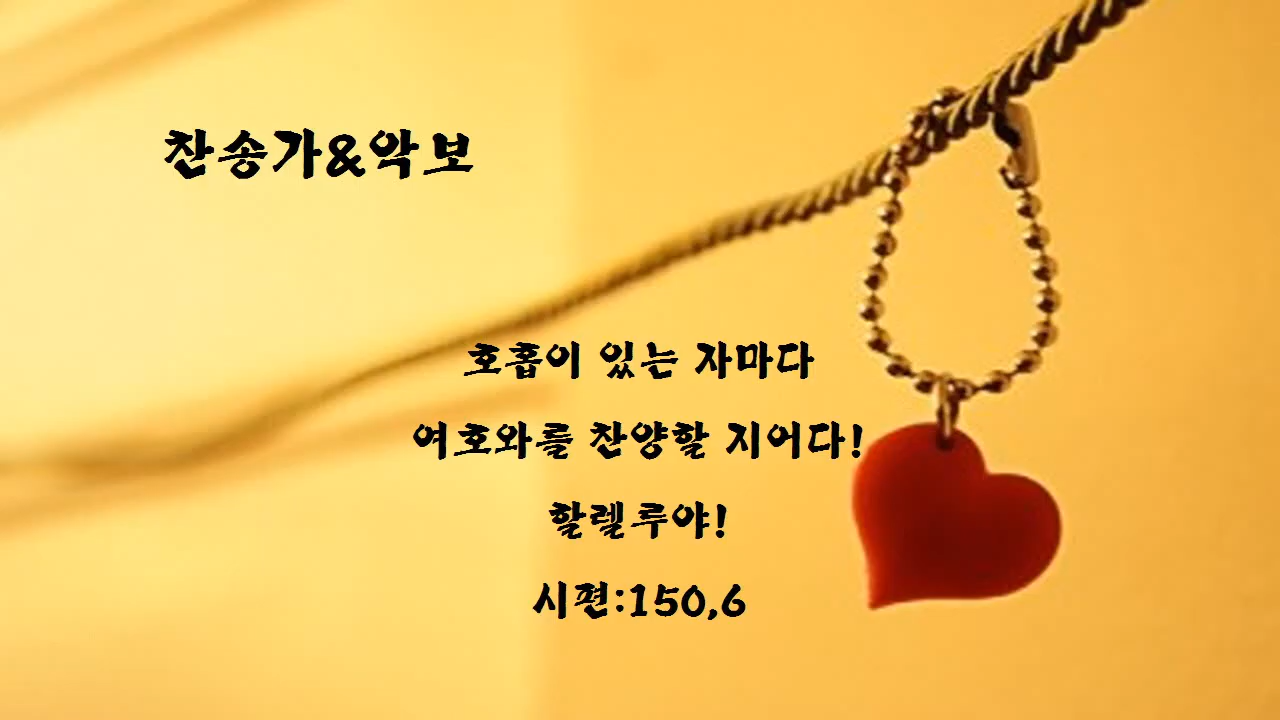 찬송가&악보
호흡이 있는 자마다
여호와를 찬양할 지어다!
할렐루야!
시편:150,6